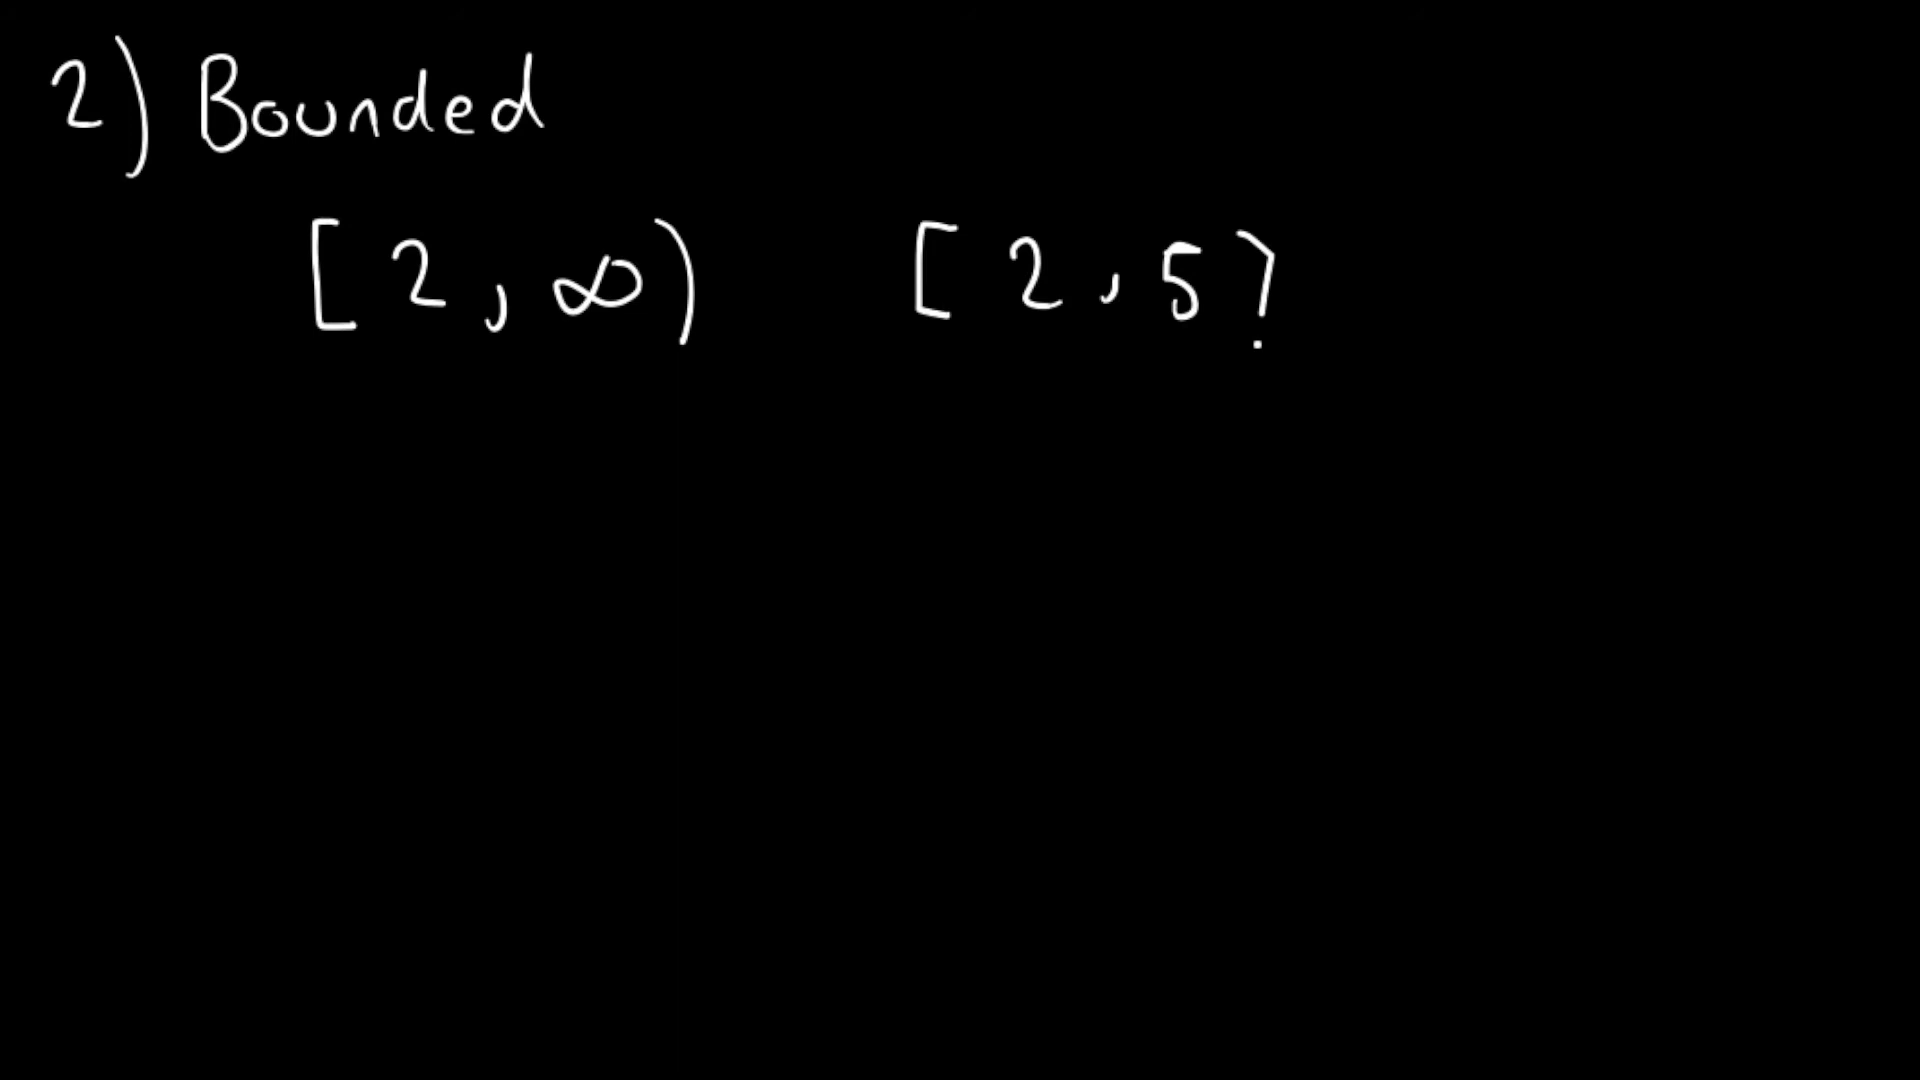 2) Bounded
[2, ∞) [2, 5?